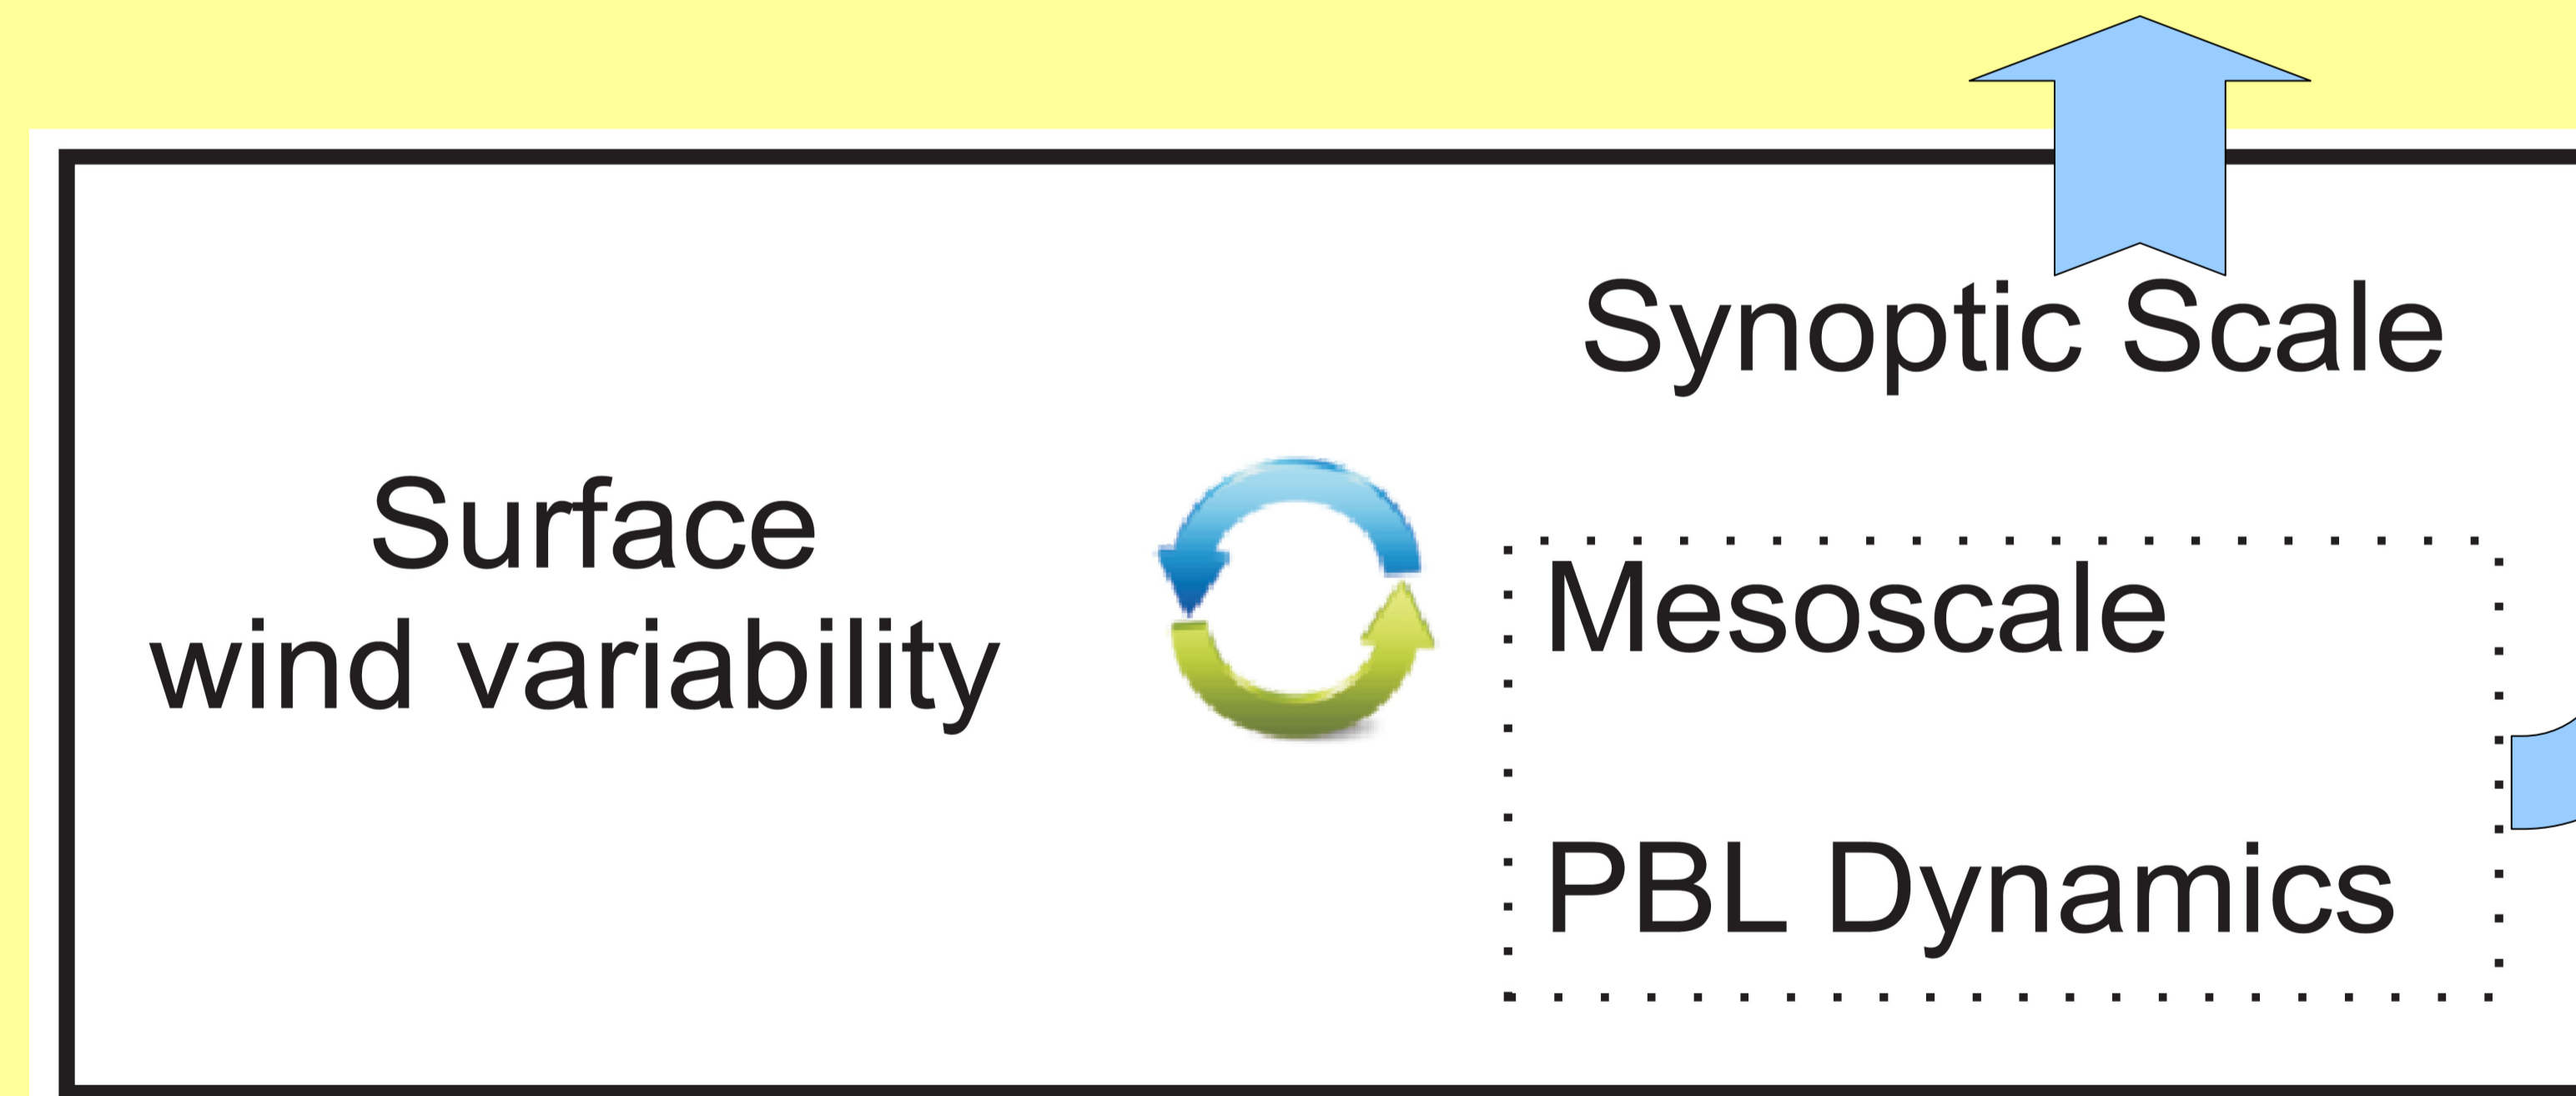 Surface
wind variability
Synoptic Scale
Mesoscale
PBL Dynamics